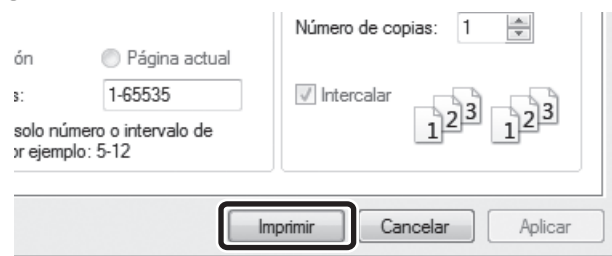 Número de copias: 1
ón Página actual
s: 1-65535
Intercalar
1 2 3 1 2 3
solo número o intervalo de
or ejemplo: 5-12
Imprimir Cancelar Aplicar